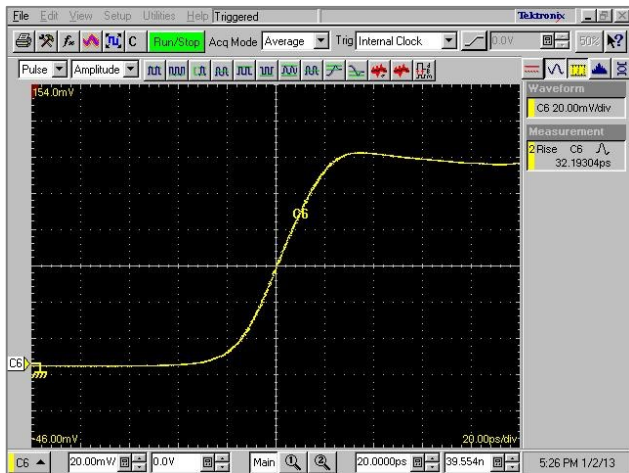 File Edit View Setup Utilities Help Triggered Tektronix
C Run/Stop Acq Mode Average Trig Internal Clock 0.0V 50%
Pulse Amplitude
154.0mV
Waveform
C6 20.00mV/div
Measurement
2 Rise C6
32.19304ps
C6
C6
-46.00mV
20.00ps/div
C6 20.00mV/ 0.0V Main 1 2 20.0000ps 39.554n 5:26 PM 1/2/13